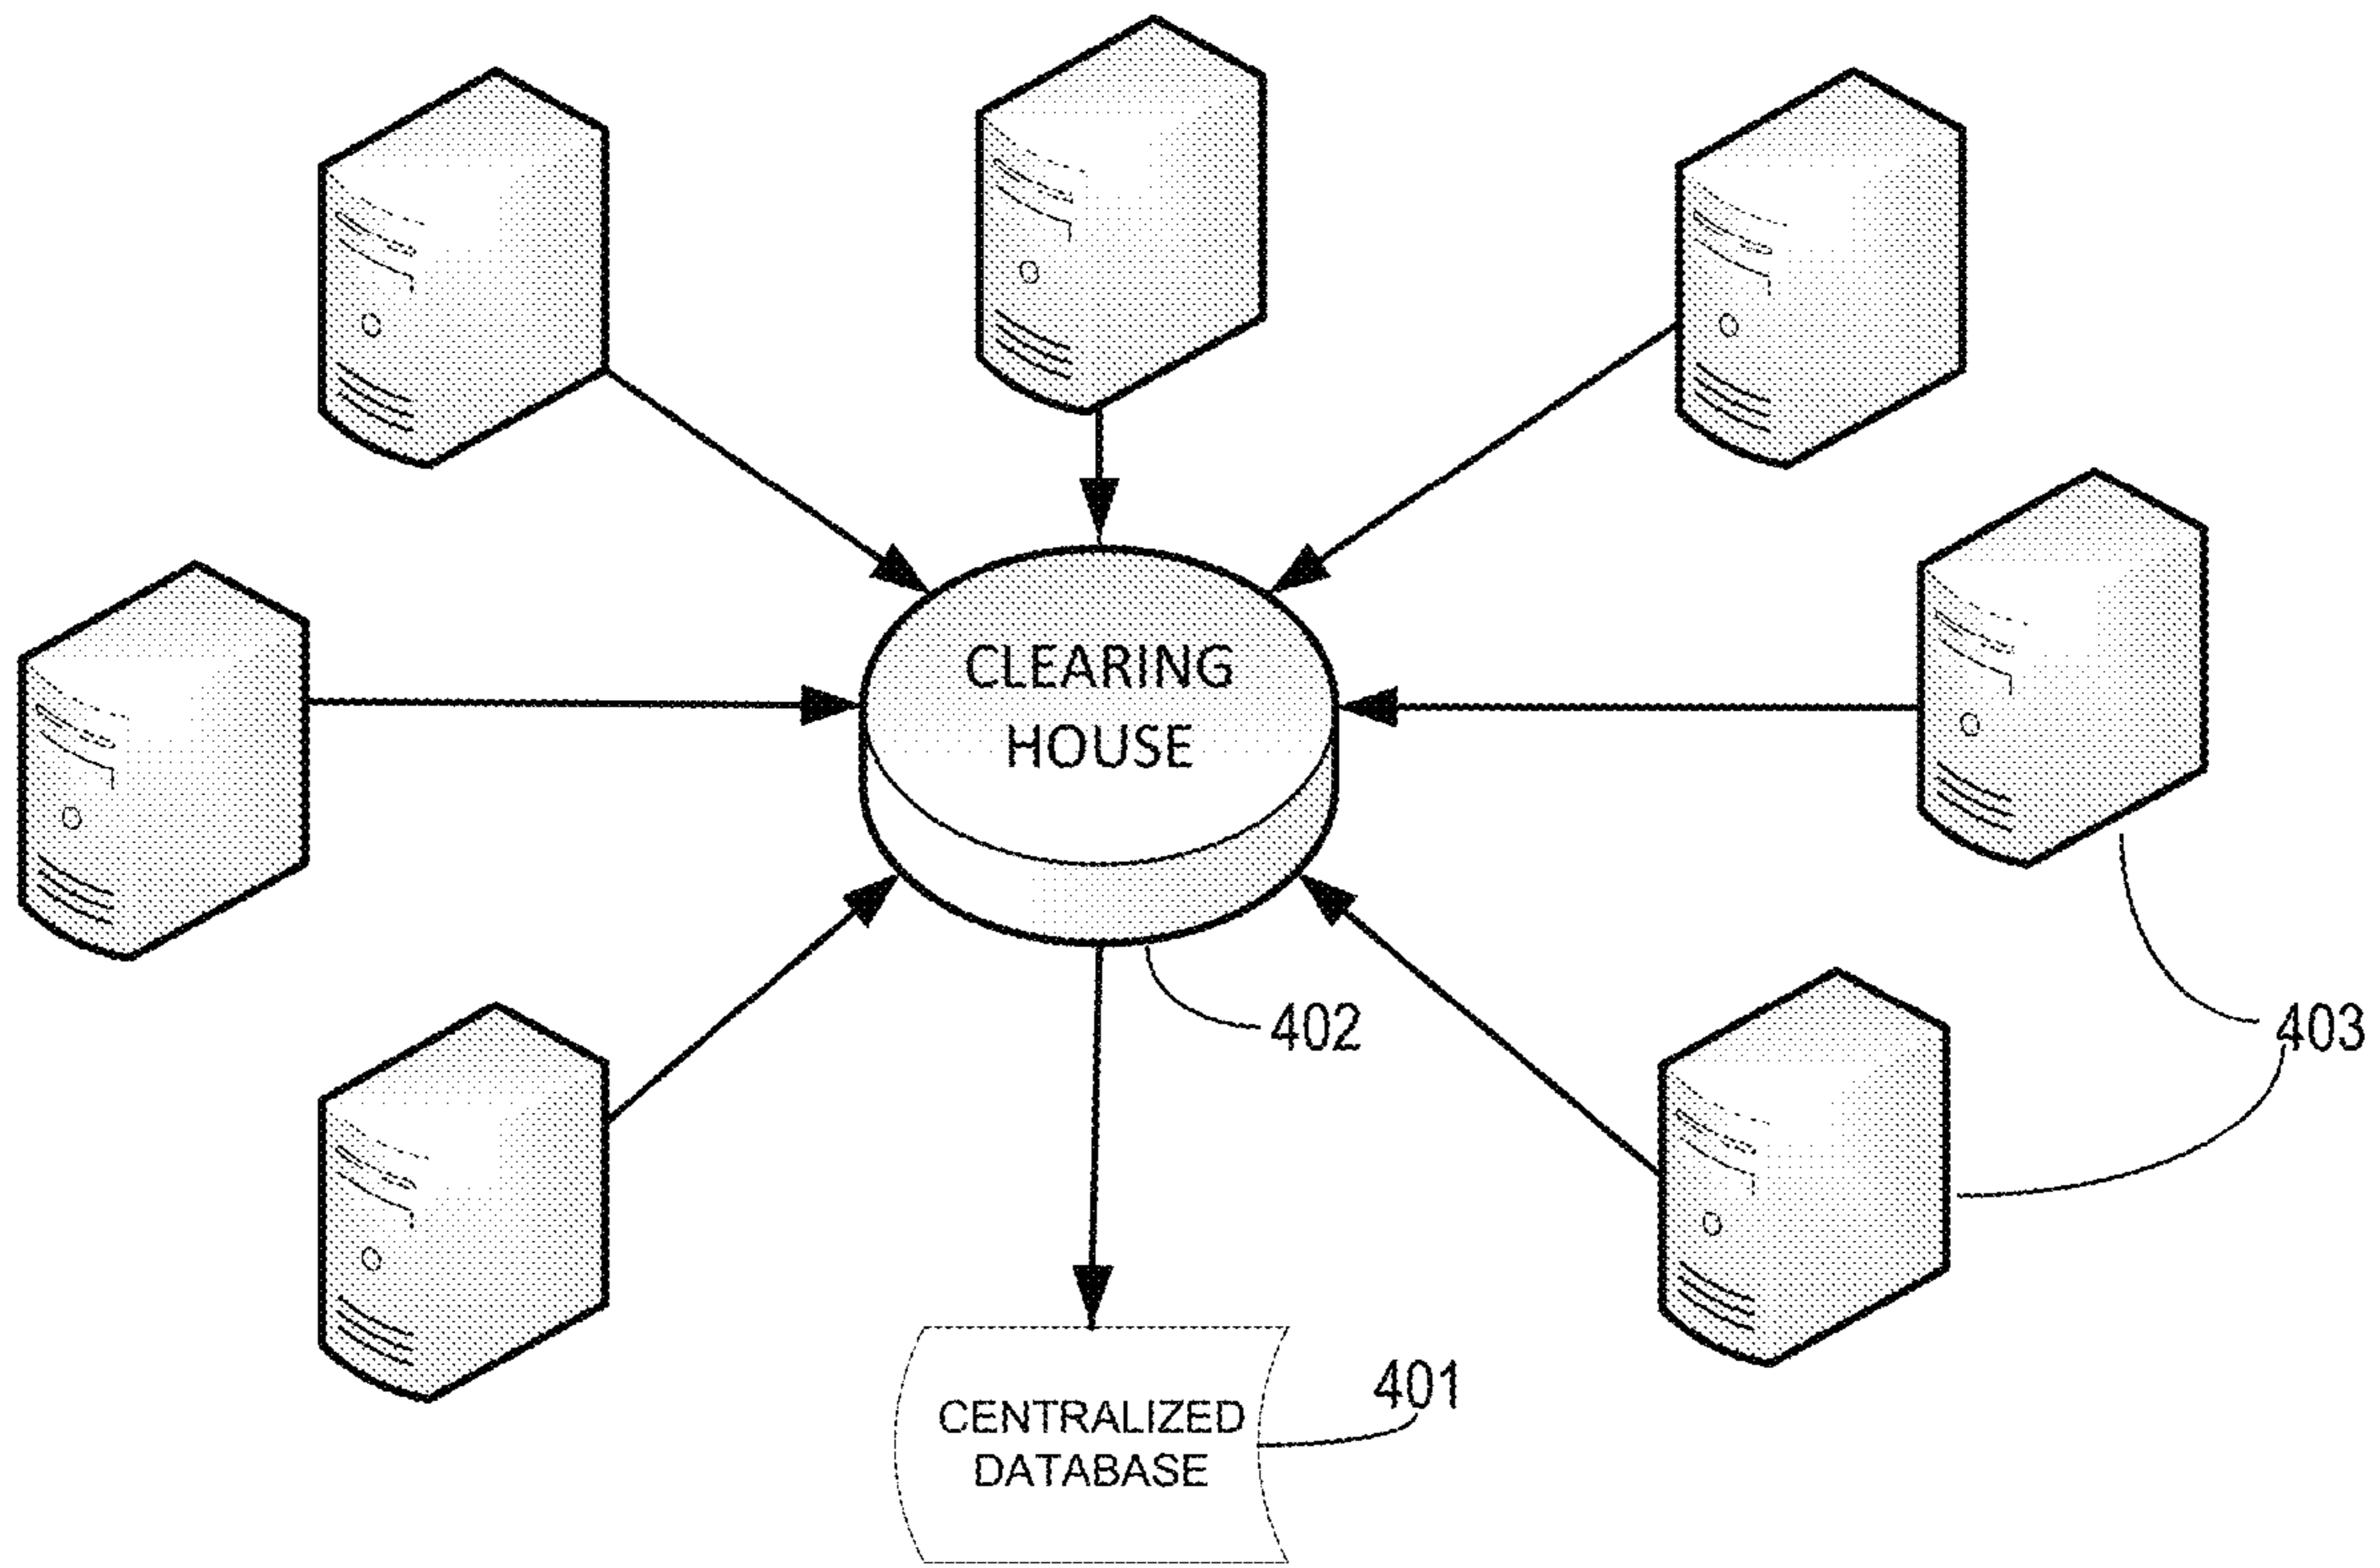 CLEARING
HOUSE
402
403
401
CENTRALIZED
DATABASE